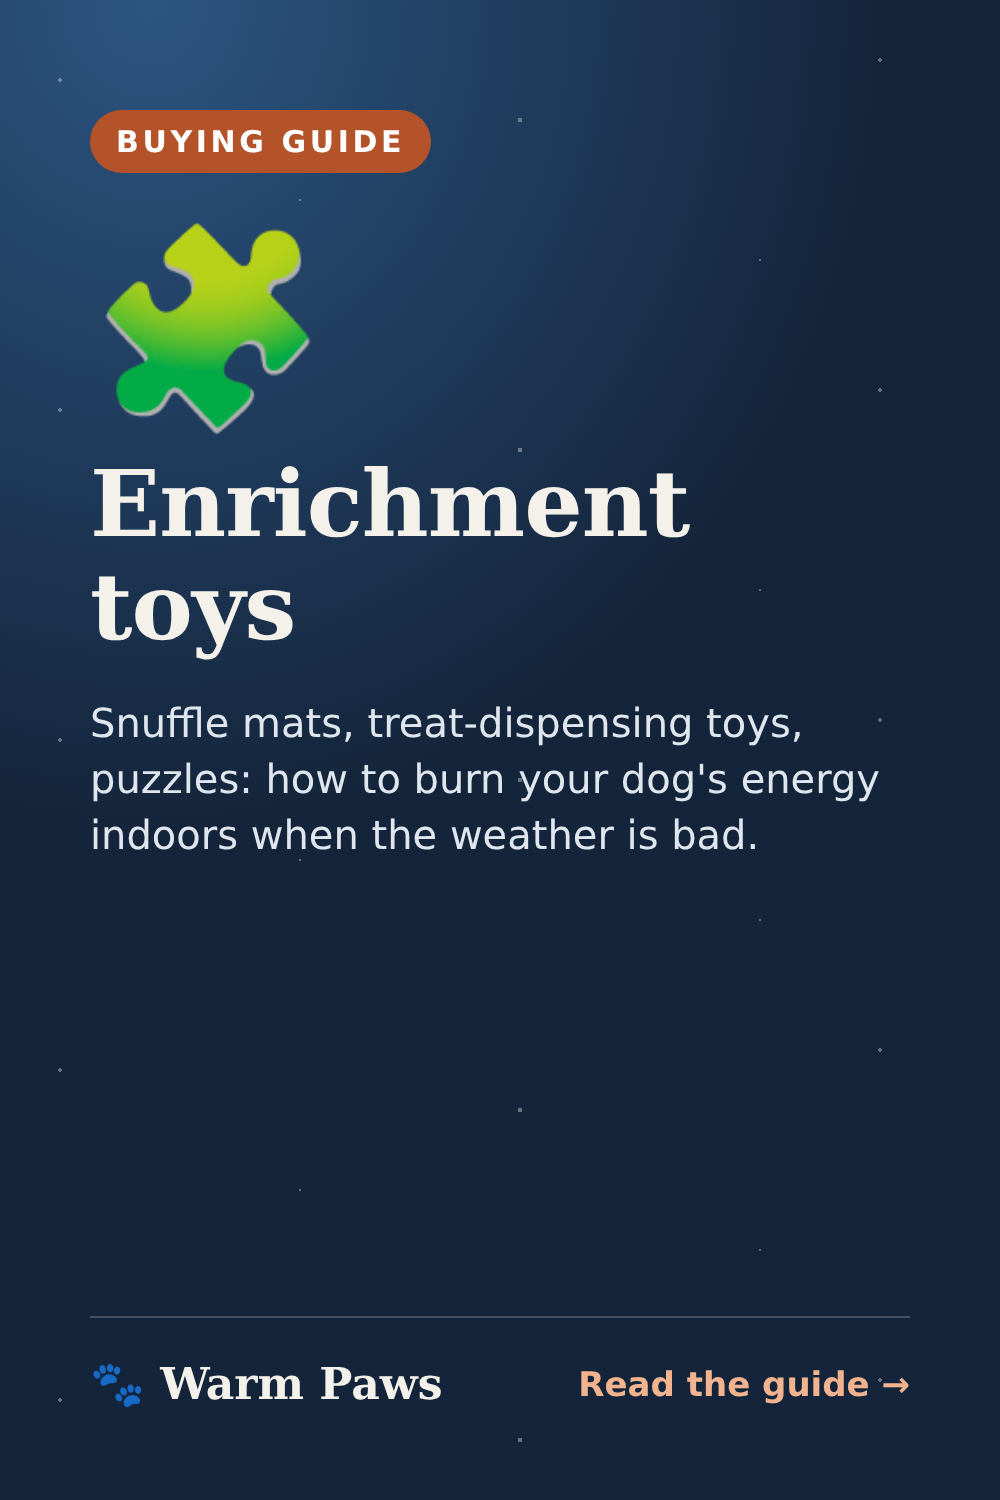 BUYING GUIDE
Enrichment
toys
Snuffle mats, treat-dispensing toys,
puzzles: how to burn your dog's energy
indoors when the weather is bad.
Warm Paws
Read the guide →